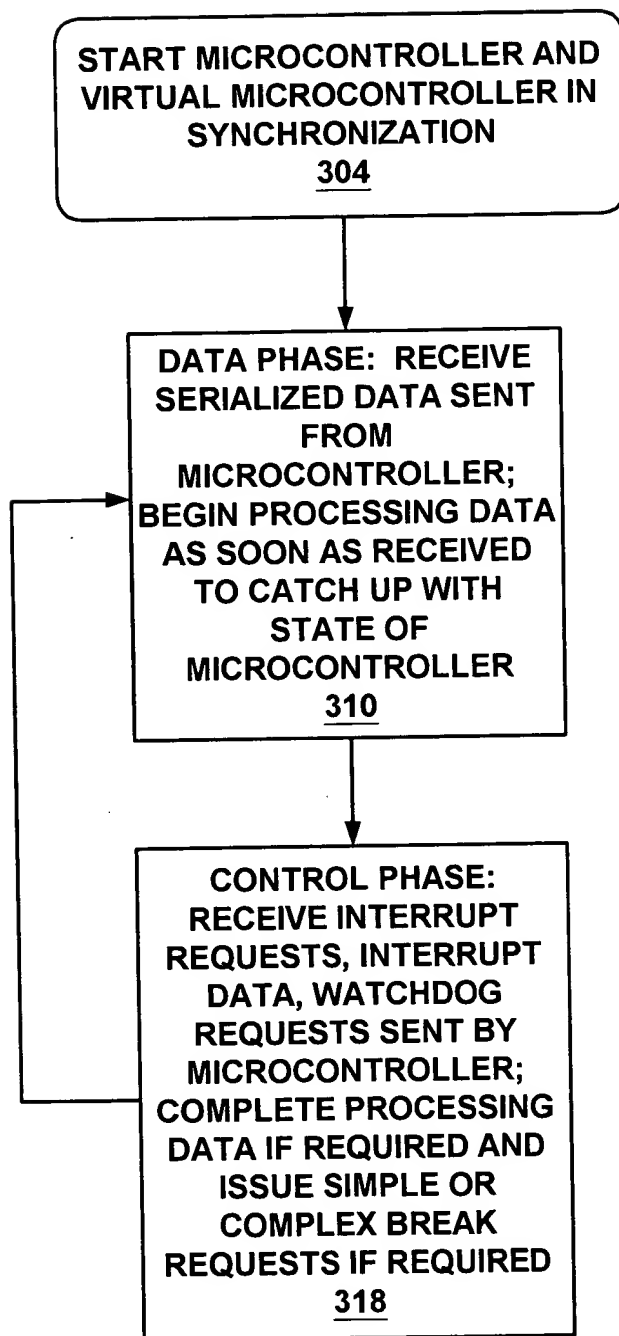 START MICROCONTROLLER AND
VIRTUAL MICROCONTROLLER IN
SYNCHRONIZATION
304
DATA PHASE: RECEIVE
SERIALIZED DATA SENT
FROM
MICROCONTROLLER;
BEGIN PROCESSING DATA
AS SOON AS RECEIVED
TO CATCH UP WITH
STATE OF
MICROCONTROLLER
310
CONTROL PHASE:
RECEIVE INTERRUPT
REQUESTS, INTERRUPT
DATA, WATCHDOG
REQUESTS SENT BY
MICROCONTROLLER;
COMPLETE PROCESSING
DATA IF REQUIRED AND
ISSUE SIMPLE OR
COMPLEX BREAK
REQUESTS IF REQUIRED
318